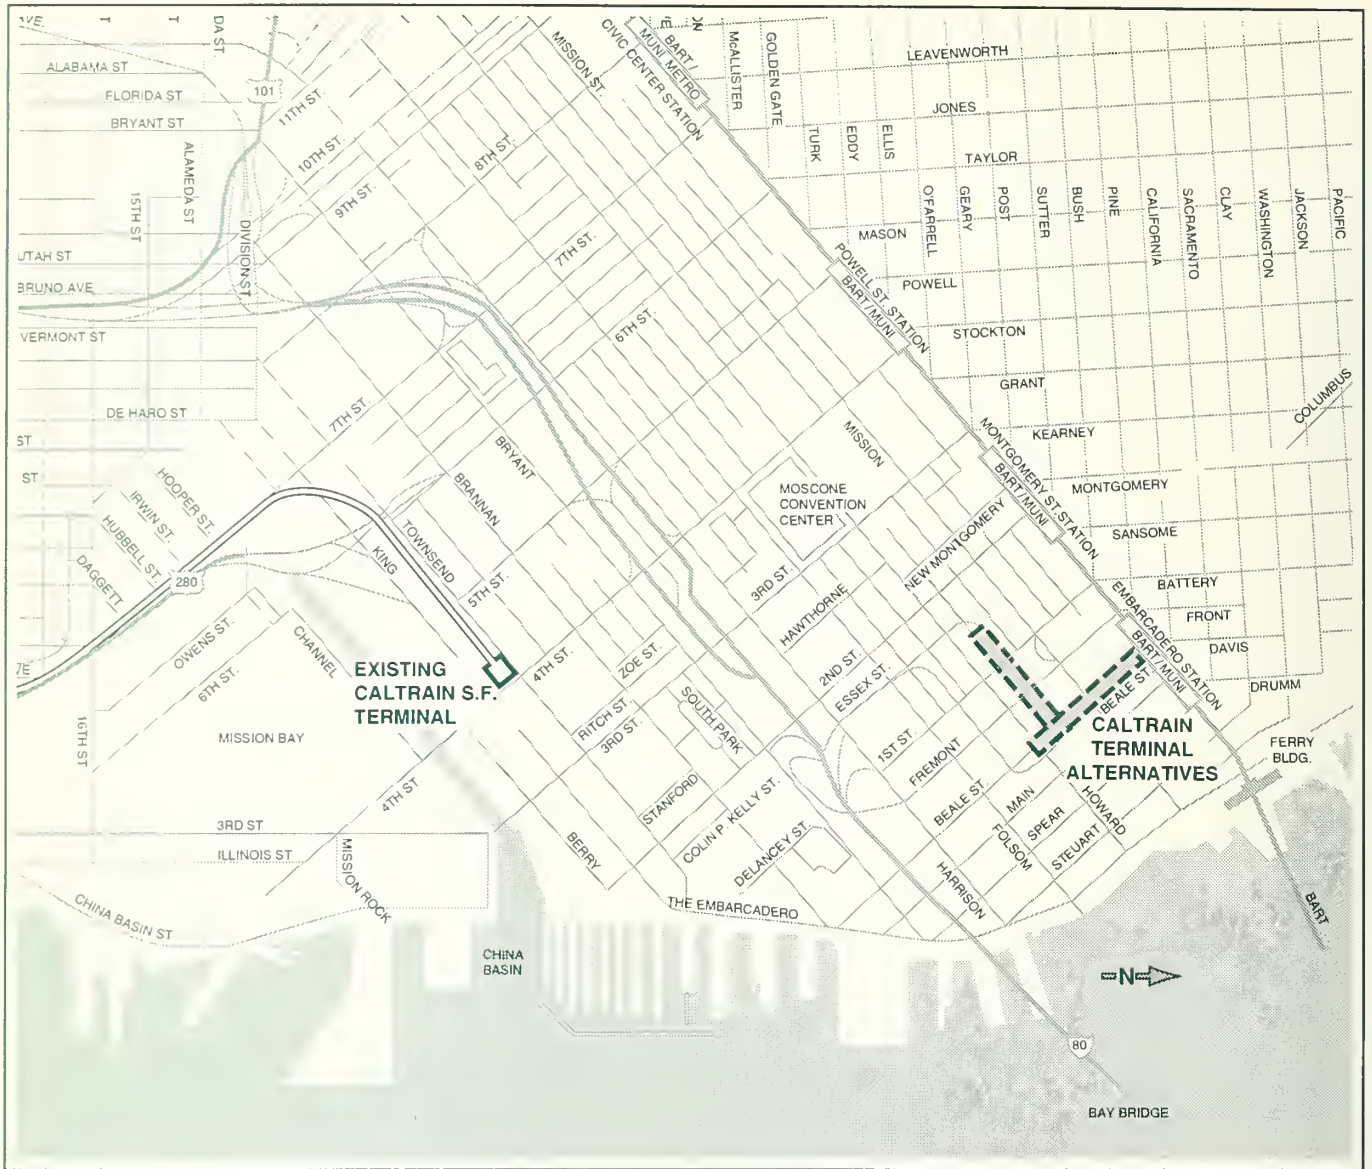 DA ST.
ALABAMA ST
FLORIDA ST
BRYANT ST
101
11TH ST.
10TH ST.
9TH ST.
8TH ST.
7TH ST.
6TH ST.
MISSION ST.
BART /
MUNI METRO
CIVIC CENTER STATION
McALLISTER
GOLDEN GATE
TURK
EDDY
ELLIS
LEAVENWORTH
JONES
TAYLOR
O'FARRELL
GEARY
POST
SUTTER
BUSH
PINE
CALIFORNIA
SACRAMENTO
CLAY
WASHINGTON
JACKSON
PACIFIC
MASON
POWELL
STOCKTON
GRANT
KEARNEY
COLUMBUS
MONTGOMERY
SANSOME
BATTERY
FRONT
DAVIS
DRUMM
POWELL ST. STATION
BART / MUNI
MONTGOMERY ST. STATION
BART / MUNI
EMBARCADERO STATION
BART / MUNI
ALAMEDA ST
15TH ST
DIVISION ST
UTAH ST
BRUNO AVE
VERMONT ST
DE HARO ST
ST
ST
7TH ST.
BRYANT
BRANNAN
TOWNSEND
KING
5TH ST.
HOOPER ST.
IRWIN ST.
HUBBELL ST.
DAGGETT
280
OWENS ST.
6TH ST.
CHANNEL
16TH ST
MISSION BAY
EXISTING
CALTRAIN S.F.
TERMINAL
4TH ST.
4TH ST.
ZOE ST.
RITCH ST.
3RD ST.
SOUTH PARK
STANFORD
COLIN P. KELLY ST.
DELANCEY ST.
BERRY
MISSION
MOSCONE
CONVENTION
CENTER
3RD ST.
HAWTHORNE
NEW MONTGOMERY
2ND ST.
ESSEX ST.
1ST ST.
FREMONT
BEALE ST.
MAIN
SPEAR
STEUART
FOLSOM
HOWARD
HARRISON
BEALE ST.
CALTRAIN
TERMINAL
ALTERNATIVES
FERRY
BLDG.
3RD ST
ILLINOIS ST
MISSION ROCK
CHINA BASIN ST
CHINA
BASIN
THE EMBARCADERO
BART
N
80
BAY BRIDGE